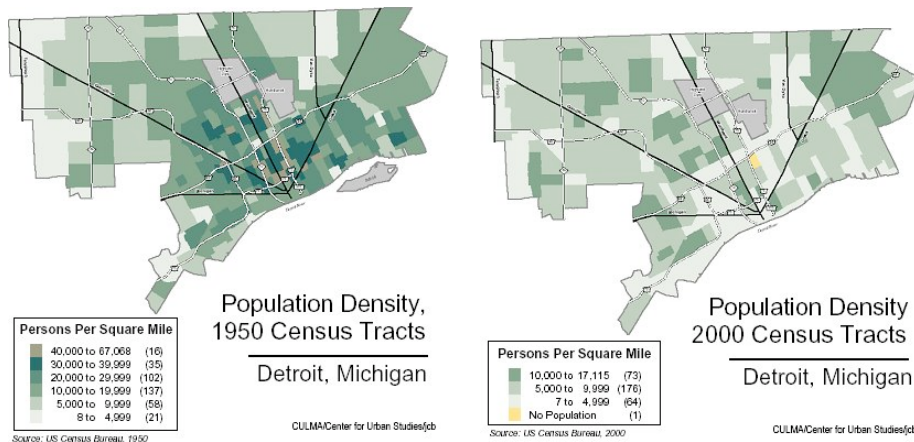 Population Density,
1950 Census Tracts
Detroit, Michigan
Persons Per Square Mile
40,000 to 67,068 (16)
30,000 to 39,999 (35)
20,000 to 29,999 (102)
10,000 to 19,999 (137)
5,000 to 9,999 (58)
8 to 4,999 (21)
Source: US Census Bureau, 1950
CULMA/Center for Urban Studies/jcb
Population Density
2000 Census Tracts
Detroit, Michigan
Persons Per Square Mile
10,000 to 17,115 (73)
5,000 to 9,999 (176)
7 to 4,999 (64)
No Population (1)
Source: US Census Bureau, 2000
CULMA/Center for Urban Studies/jcb